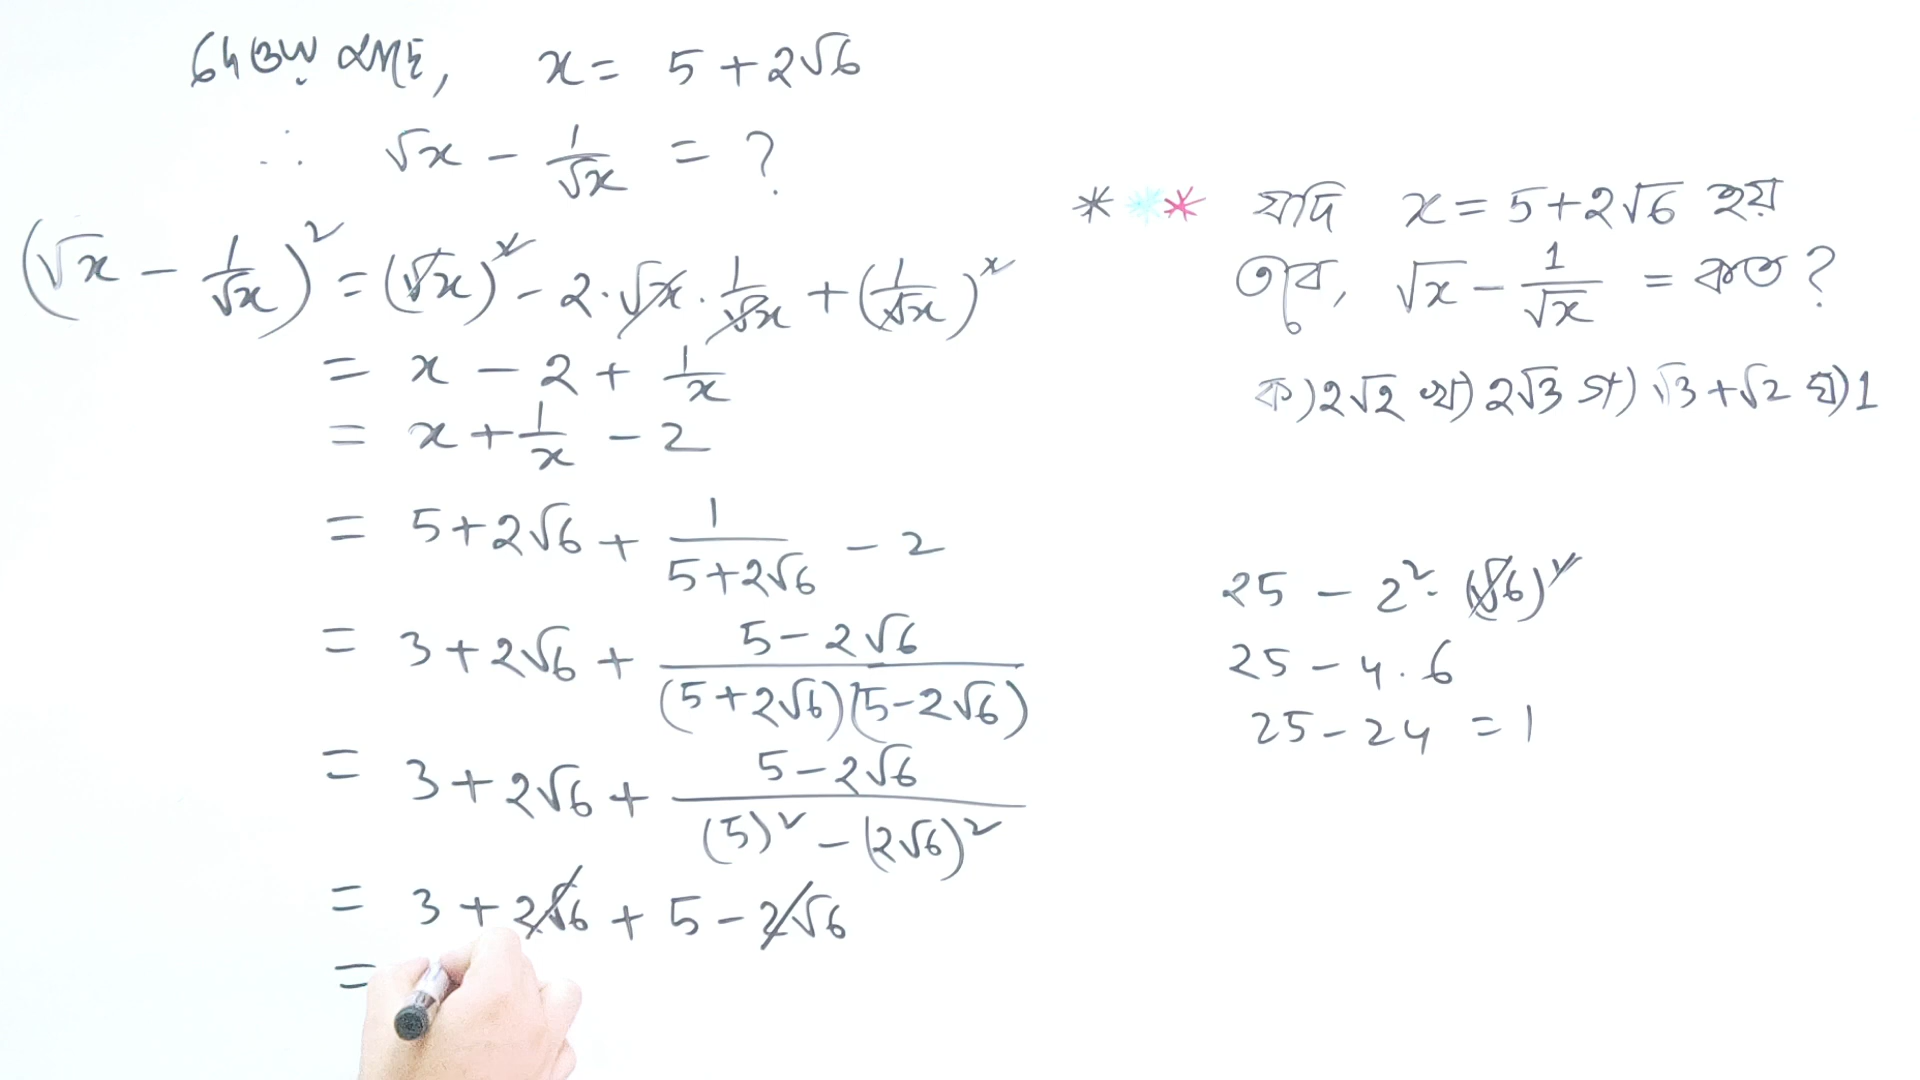 দেওয়া আছে, x = 5 + 2√6
∴ √x - 1/√x = ?
(√x - 1/√x)² = (√x)² - 2·√x·1/√x + (1/√x)²
= x - 2 + 1/x
= x + 1/x - 2
= 5 + 2√6 + 1/(5+2√6) - 2
= 3 + 2√6 + (5 - 2√6)/((5+2√6)(5-2√6))
= 3 + 2√6 + (5 - 2√6)/((5)² - (2√6)²)
= 3 + 2√6 + 5 - 2√6
=
* * * যদি x = 5+2√6 হয়
তবে, √x - 1/√x = কত ?
ক) 2√2 খ) 2√3 গ) √3 + √2 ঘ) 1
25 - 2²·(√6)²
25 - 4 . 6
25 - 24 = 1